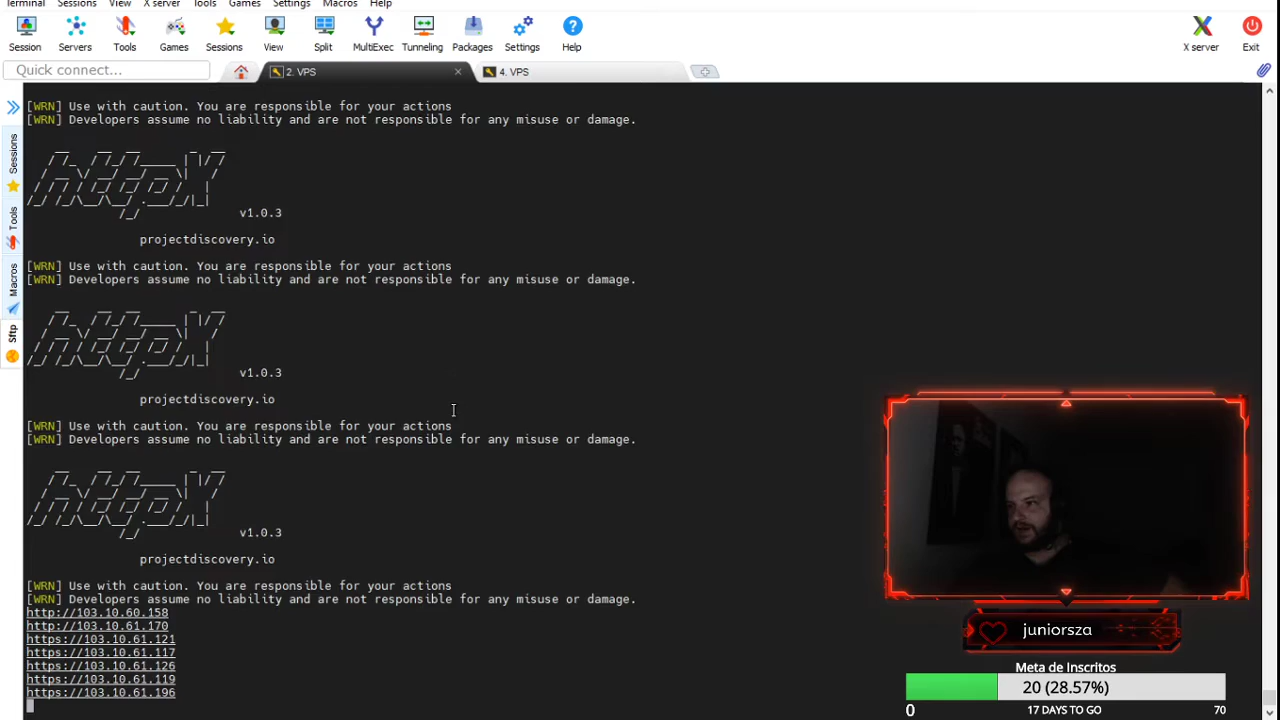 Terminal Sessions View X server Tools Games Settings Macros Help
Session Servers Tools Games Sessions View Split MultiExec Tunneling Packages Settings Help X server Exit
Quick connect... 2. VPS 4. VPS
Sessions
Tools
Macros
Sftp
[WRN] Use with caution. You are responsible for your actions
[WRN] Developers assume no liability and are not responsible for any misuse or damage.
httpx
v1.0.3
projectdiscovery.io
[WRN] Use with caution. You are responsible for your actions
[WRN] Developers assume no liability and are not responsible for any misuse or damage.
httpx
v1.0.3
projectdiscovery.io
[WRN] Use with caution. You are responsible for your actions
[WRN] Developers assume no liability and are not responsible for any misuse or damage.
httpx
v1.0.3
projectdiscovery.io
[WRN] Use with caution. You are responsible for your actions
[WRN] Developers assume no liability and are not responsible for any misuse or damage.
http://103.10.60.158
http://103.10.61.170
https://103.10.61.121
https://103.10.61.117
https://103.10.61.126
https://103.10.61.119
https://103.10.61.196
juniorsza
Meta de Inscritos
20 (28.57%)
0 17 DAYS TO GO 70